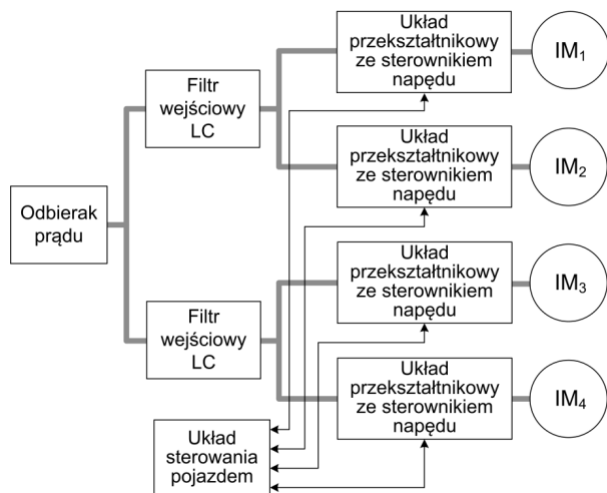 Układ
przekształtnikowy
ze sterownikiem
napędu
IM₁
Filtr
wejściowy
LC
Układ
przekształtnikowy
ze sterownikiem
napędu
IM₂
Odbierak
prądu
Układ
przekształtnikowy
ze sterownikiem
napędu
IM₃
Filtr
wejściowy
LC
Układ
przekształtnikowy
ze sterownikiem
napędu
IM₄
Układ
sterowania
pojazdem